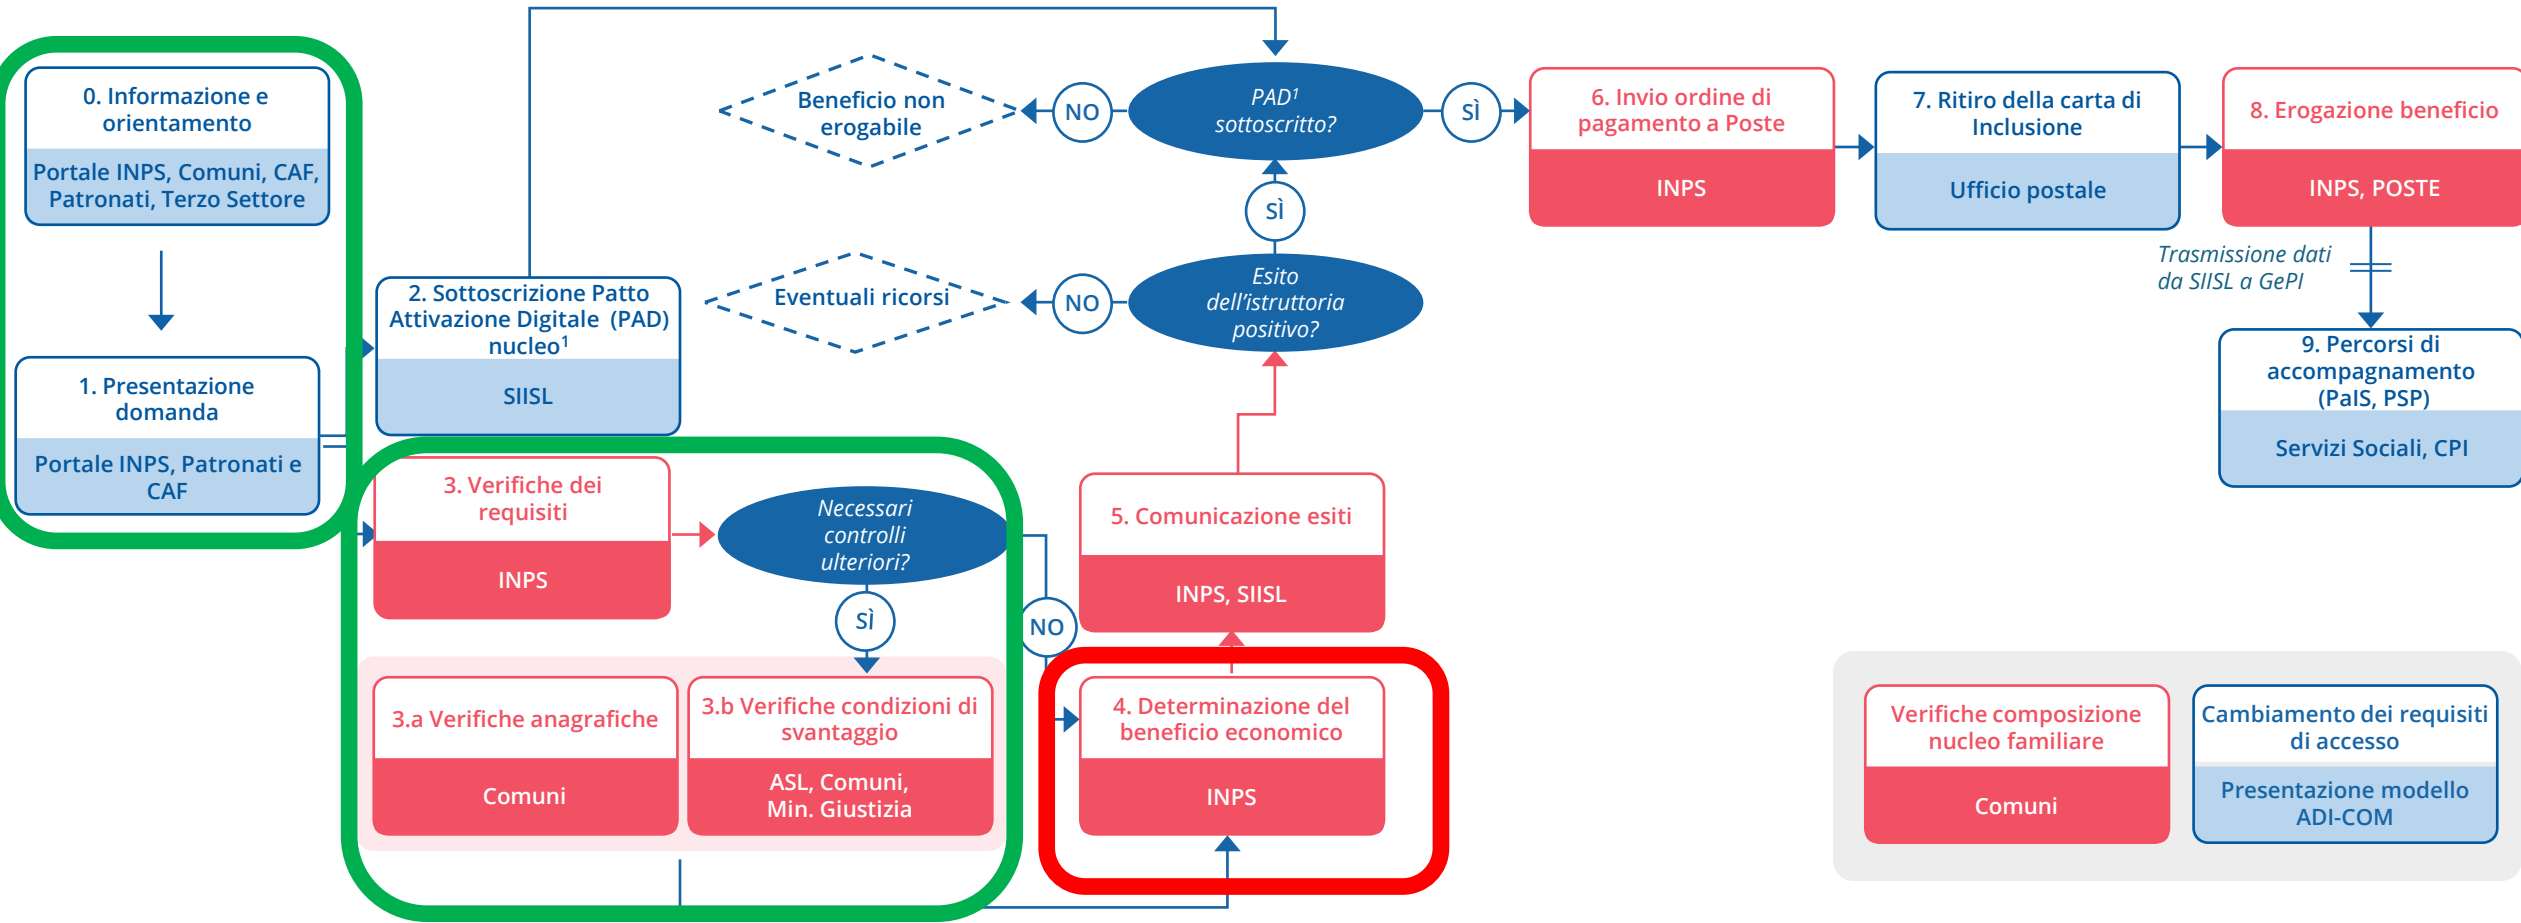 0. Informazione e
orientamento
Portale INPS, Comuni, CAF,
Patronati, Terzo Settore
1. Presentazione
domanda
Portale INPS, Patronati e
CAF
2. Sottoscrizione Patto
Attivazione Digitale (PAD)
nucleo¹
SIISL
3. Verifiche dei
requisiti
INPS
Necessari
controlli
ulteriori?
SÌ
NO
3.a Verifiche anagrafiche
Comuni
3.b Verifiche condizioni di
svantaggio
ASL, Comuni,
Min. Giustizia
4. Determinazione del
beneficio economico
INPS
5. Comunicazione esiti
INPS, SIISL
Esito
dell'istruttoria
positivo?
NO
Eventuali ricorsi
SÌ
PAD¹
sottoscritto?
NO
Beneficio non
erogabile
SÌ
6. Invio ordine di
pagamento a Poste
INPS
7. Ritiro della carta di
Inclusione
Ufficio postale
8. Erogazione beneficio
INPS, POSTE
Trasmissione dati
da SIISL a GePI
9. Percorsi di
accompagnamento
(PaIS, PSP)
Servizi Sociali, CPI
Verifiche composizione
nucleo familiare
Comuni
Cambiamento dei requisiti
di accesso
Presentazione modello
ADI-COM